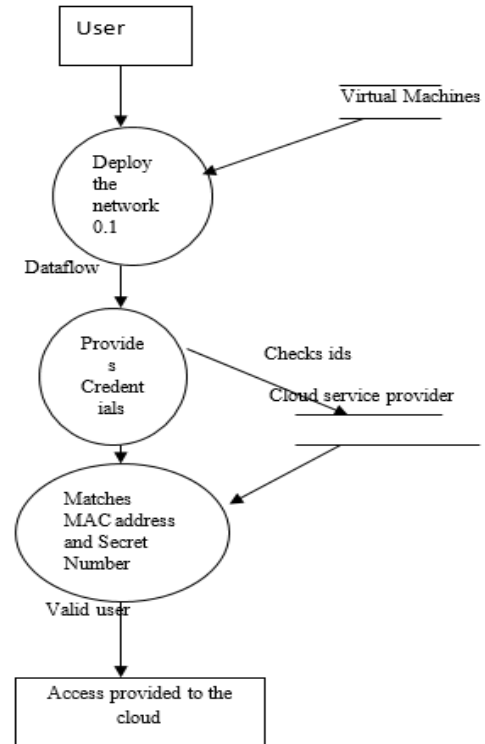 User
Virtual Machines
Deploy
the
network
0.1
Dataflow
Provide
s
Credent
ials
Checks ids
Cloud service provider
Matches
MAC address
and Secret
Number
Valid user
Access provided to the
cloud